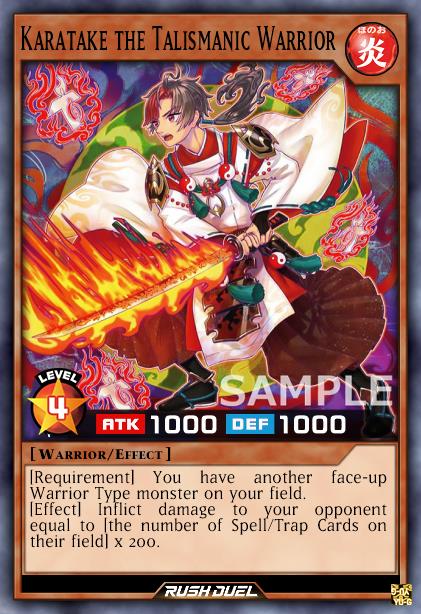 KARATAKE THE TALISMANIC WARRIOR
ほのお
炎
SAMPLE
LEVEL
4
ATK 1000 DEF 1000
[WARRIOR/EFFECT]
[Requirement] You have another face-up
Warrior Type monster on your field.
[Effect] Inflict damage to your opponent
equal to [the number of Spell/Trap Cards on
their field] x 200.
RUSH DUEL